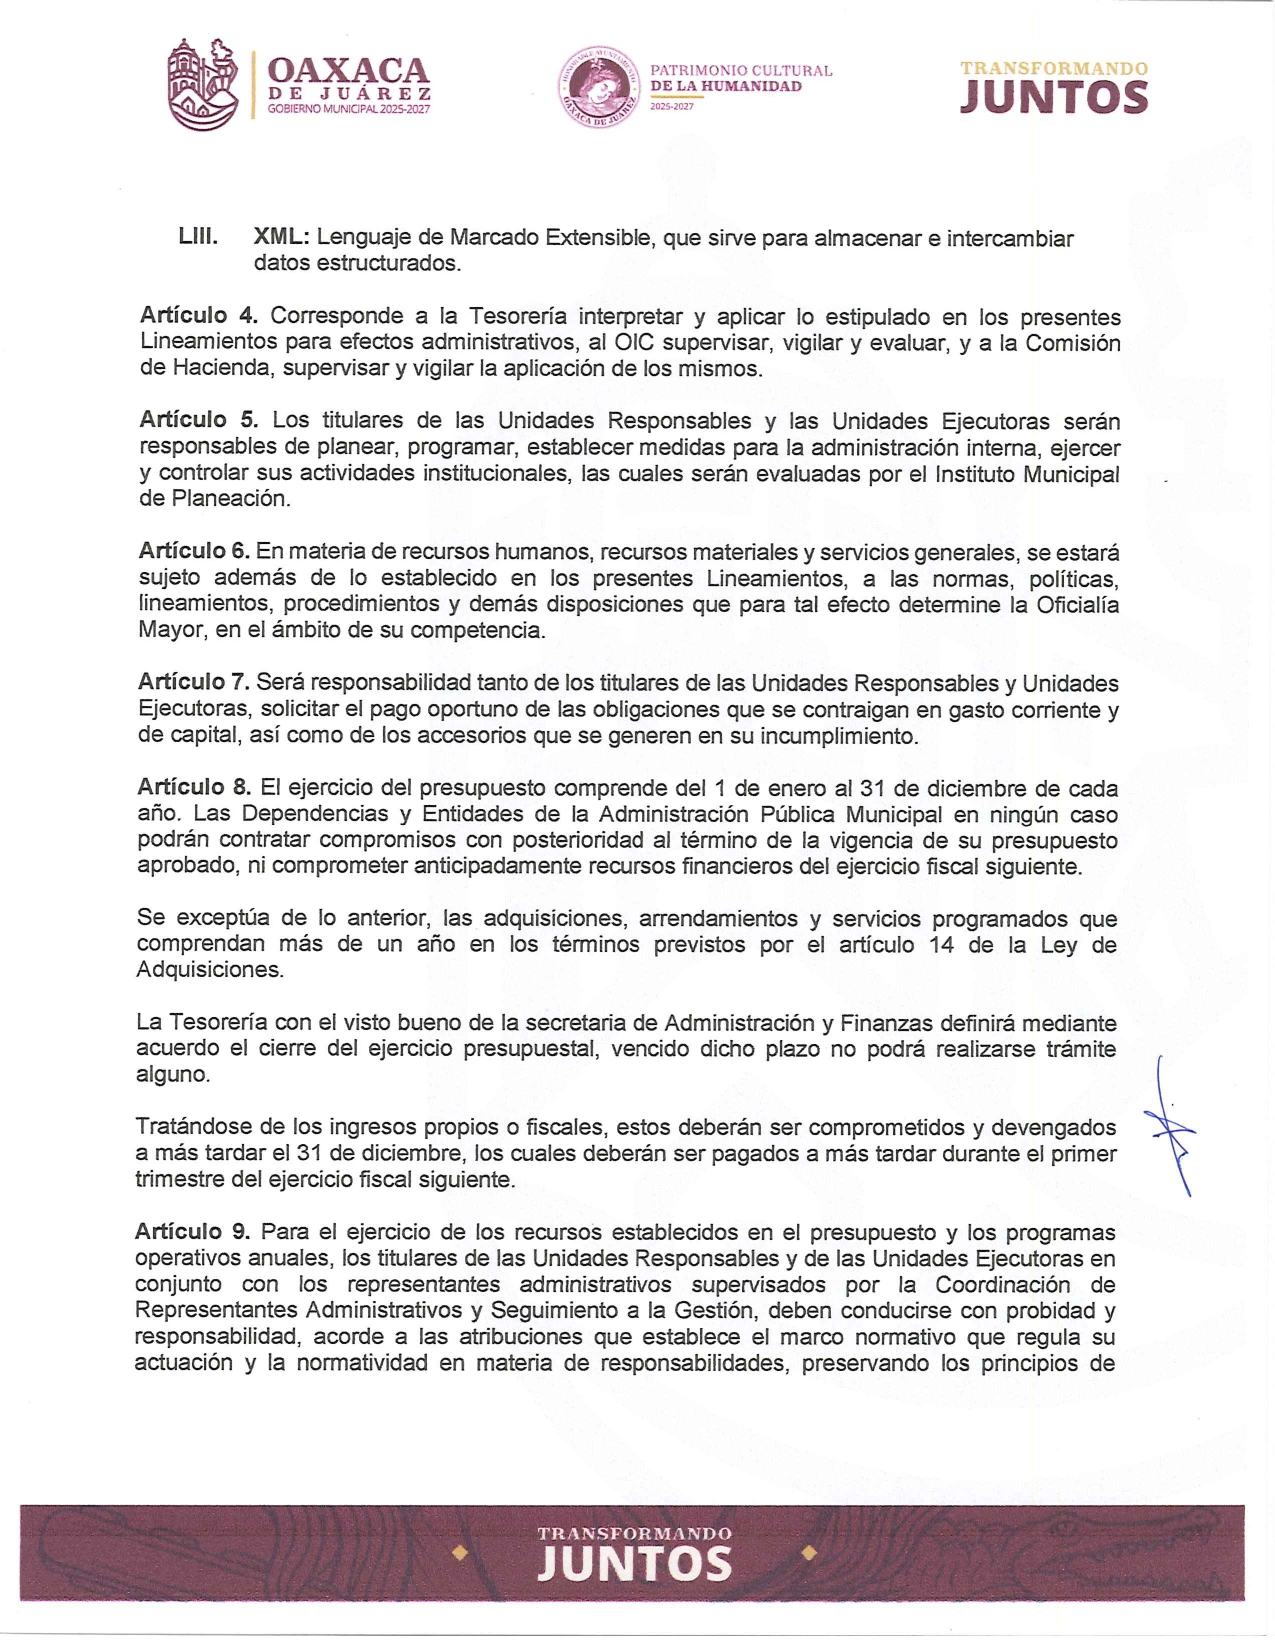 OAXACA
DE JUÁREZ
GOBIERNO MUNICIPAL 2025-2027
HONORABLE AYUNTAMIENTO
OAXACA DE JUÁREZ
PATRIMONIO CULTURAL
DE LA HUMANIDAD
2025-2027
TRANSFORMANDO
JUNTOS
LIII. XML: Lenguaje de Marcado Extensible, que sirve para almacenar e intercambiar
datos estructurados.
Artículo 4. Corresponde a la Tesorería interpretar y aplicar lo estipulado en los presentes
Lineamientos para efectos administrativos, al OIC supervisar, vigilar y evaluar, y a la Comisión
de Hacienda, supervisar y vigilar la aplicación de los mismos.
Artículo 5. Los titulares de las Unidades Responsables y las Unidades Ejecutoras serán
responsables de planear, programar, establecer medidas para la administración interna, ejercer
y controlar sus actividades institucionales, las cuales serán evaluadas por el Instituto Municipal
de Planeación.
Artículo 6. En materia de recursos humanos, recursos materiales y servicios generales, se estará
sujeto además de lo establecido en los presentes Lineamientos, a las normas, políticas,
lineamientos, procedimientos y demás disposiciones que para tal efecto determine la Oficialía
Mayor, en el ámbito de su competencia.
Artículo 7. Será responsabilidad tanto de los titulares de las Unidades Responsables y Unidades
Ejecutoras, solicitar el pago oportuno de las obligaciones que se contraigan en gasto corriente y
de capital, así como de los accesorios que se generen en su incumplimiento.
Artículo 8. El ejercicio del presupuesto comprende del 1 de enero al 31 de diciembre de cada
año. Las Dependencias y Entidades de la Administración Pública Municipal en ningún caso
podrán contratar compromisos con posterioridad al término de la vigencia de su presupuesto
aprobado, ni comprometer anticipadamente recursos financieros del ejercicio fiscal siguiente.
Se exceptúa de lo anterior, las adquisiciones, arrendamientos y servicios programados que
comprendan más de un año en los términos previstos por el artículo 14 de la Ley de
Adquisiciones.
La Tesorería con el visto bueno de la secretaria de Administración y Finanzas definirá mediante
acuerdo el cierre del ejercicio presupuestal, vencido dicho plazo no podrá realizarse trámite
alguno.
Tratándose de los ingresos propios o fiscales, estos deberán ser comprometidos y devengados
a más tardar el 31 de diciembre, los cuales deberán ser pagados a más tardar durante el primer
trimestre del ejercicio fiscal siguiente.
Artículo 9. Para el ejercicio de los recursos establecidos en el presupuesto y los programas
operativos anuales, los titulares de las Unidades Responsables y de las Unidades Ejecutoras en
conjunto con los representantes administrativos supervisados por la Coordinación de
Representantes Administrativos y Seguimiento a la Gestión, deben conducirse con probidad y
responsabilidad, acorde a las atribuciones que establece el marco normativo que regula su
actuación y la normatividad en materia de responsabilidades, preservando los principios de
TRANSFORMANDO
JUNTOS